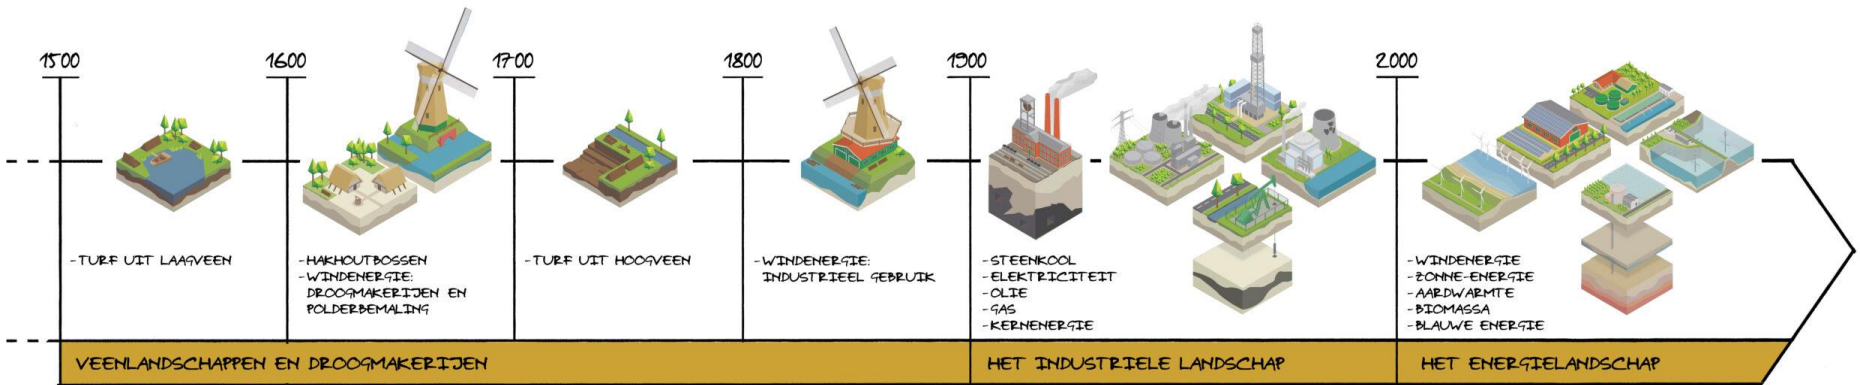 1500
1600
1700
1800
1900
2000
-TURF UIT LAAGVEEN
-HAKHOUTBOSSEN
-WINDENERGIE:
DROOGMAKERIJEN EN
POLDERBEMALING
-TURF UIT HOOGVEEN
-WINDENERGIE:
INDUSTRIEEL GEBRUIK
-STEENKOOL
-ELEKTRICITEIT
-OLIE
-GAS
-KERNENERGIE
-WINDENERGIE
-ZONNE-ENERGIE
-AARDWARMTE
-BIOMASSA
-BLAUWE ENERGIE
VEENLANDSCHAPPEN EN DROOGMAKERIJEN
HET INDUSTRIELE LANDSCHAP
HET ENERGIELANDSCHAP